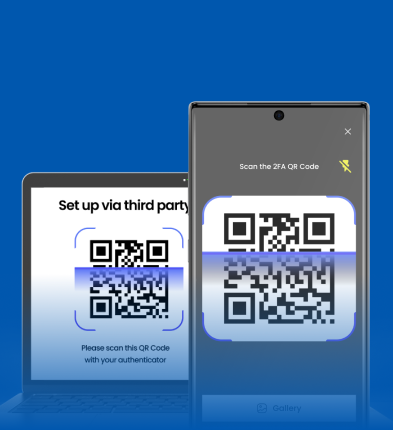 Set up via third party
Please scan this QR Code
with your authenticator
Scan the 2FA QR Code
Gallery